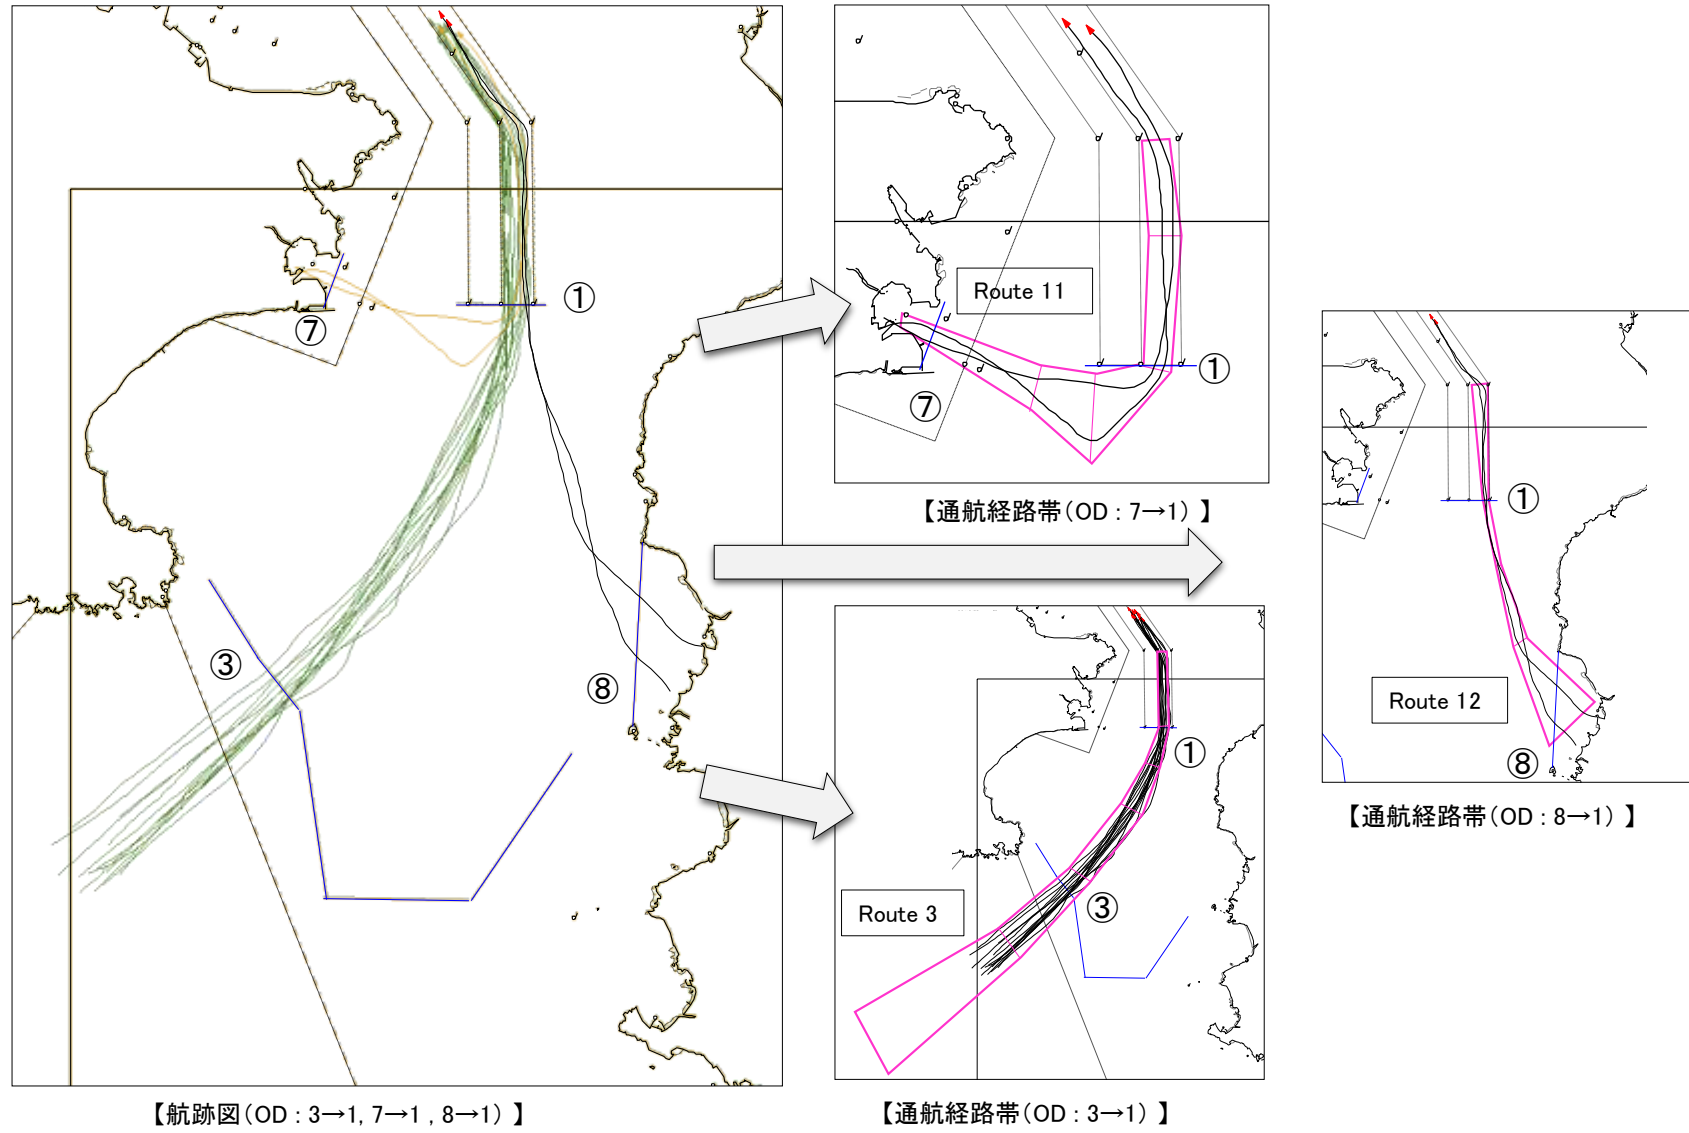 ①
⑦
③
⑧
【航跡図(OD : 3→1, 7→1 , 8→1) 】
Route 11
①
⑦
【通航経路帯(OD : 7→1) 】
①
③
Route 3
【通航経路帯(OD : 3→1) 】
①
Route 12
⑧
【通航経路帯(OD : 8→1) 】